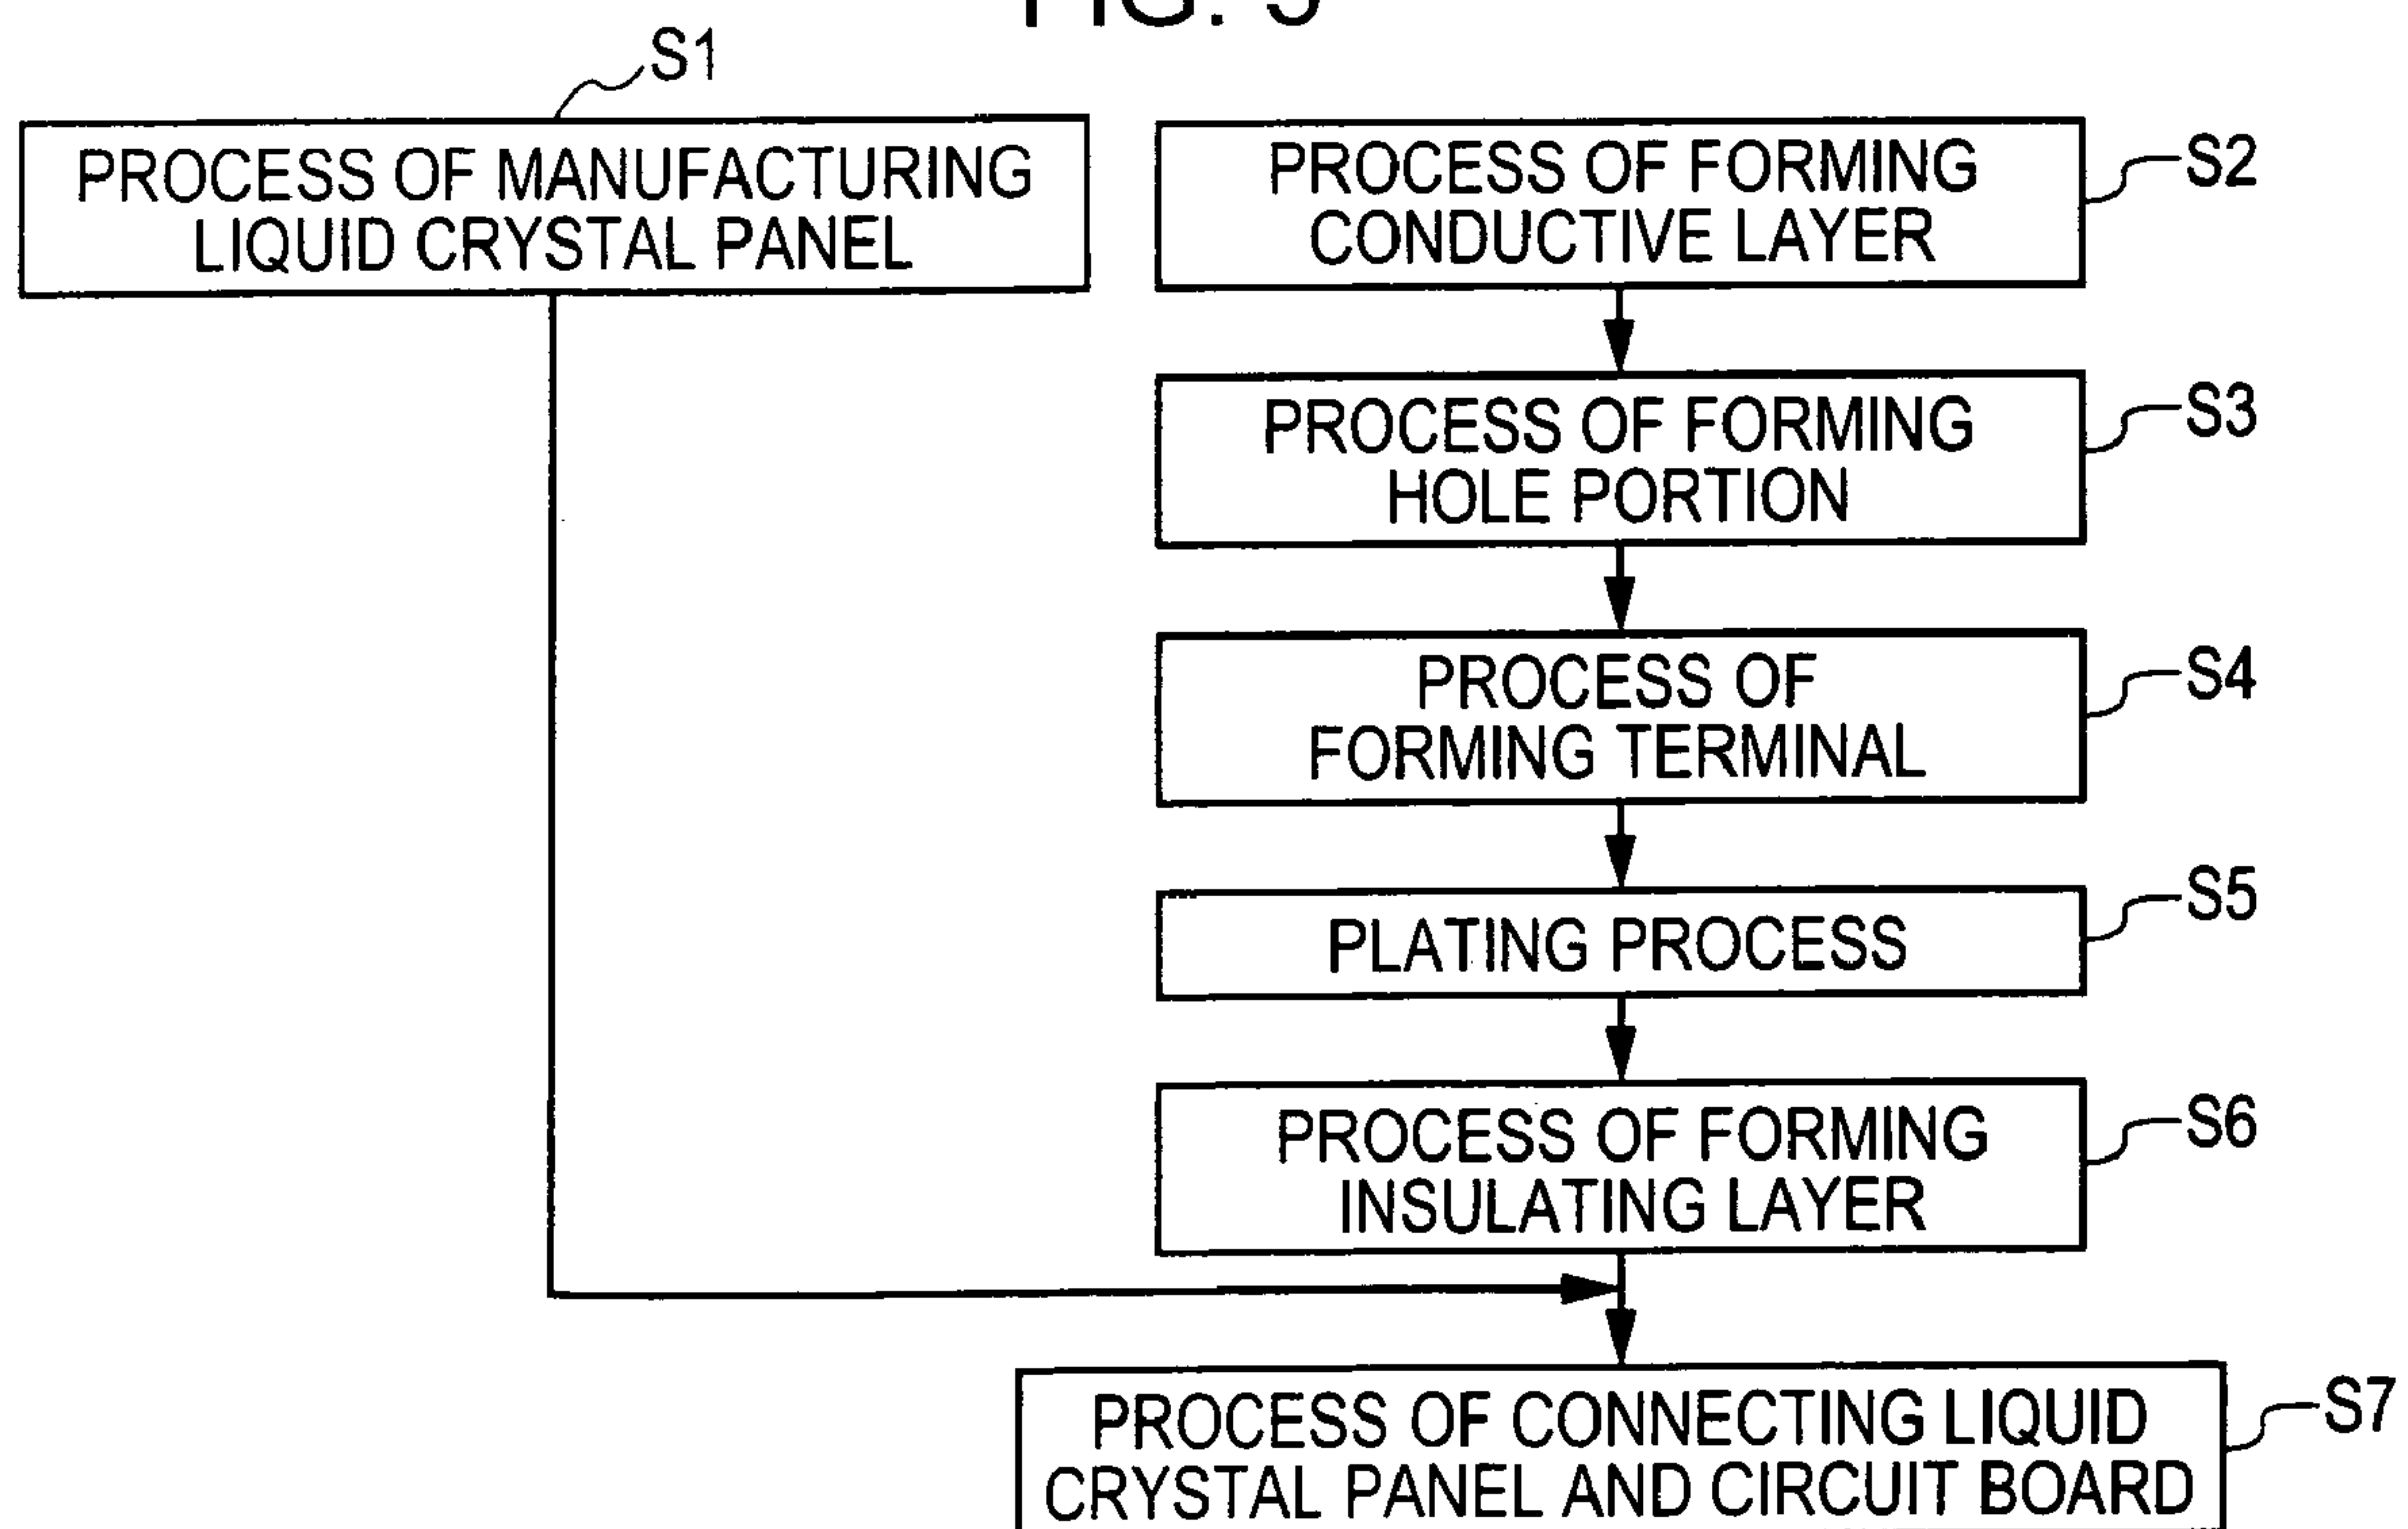 S1
PROCESS OF MANUFACTURING
LIQUID CRYSTAL PANEL
PROCESS OF FORMING
CONDUCTIVE LAYER
S2
PROCESS OF FORMING
HOLE PORTION
S3
PROCESS OF
FORMING TERMINAL
S4
PLATING PROCESS
S5
PROCESS OF FORMING
INSULATING LAYER
S6
PROCESS OF CONNECTING LIQUID
CRYSTAL PANEL AND CIRCUIT BOARD
S7